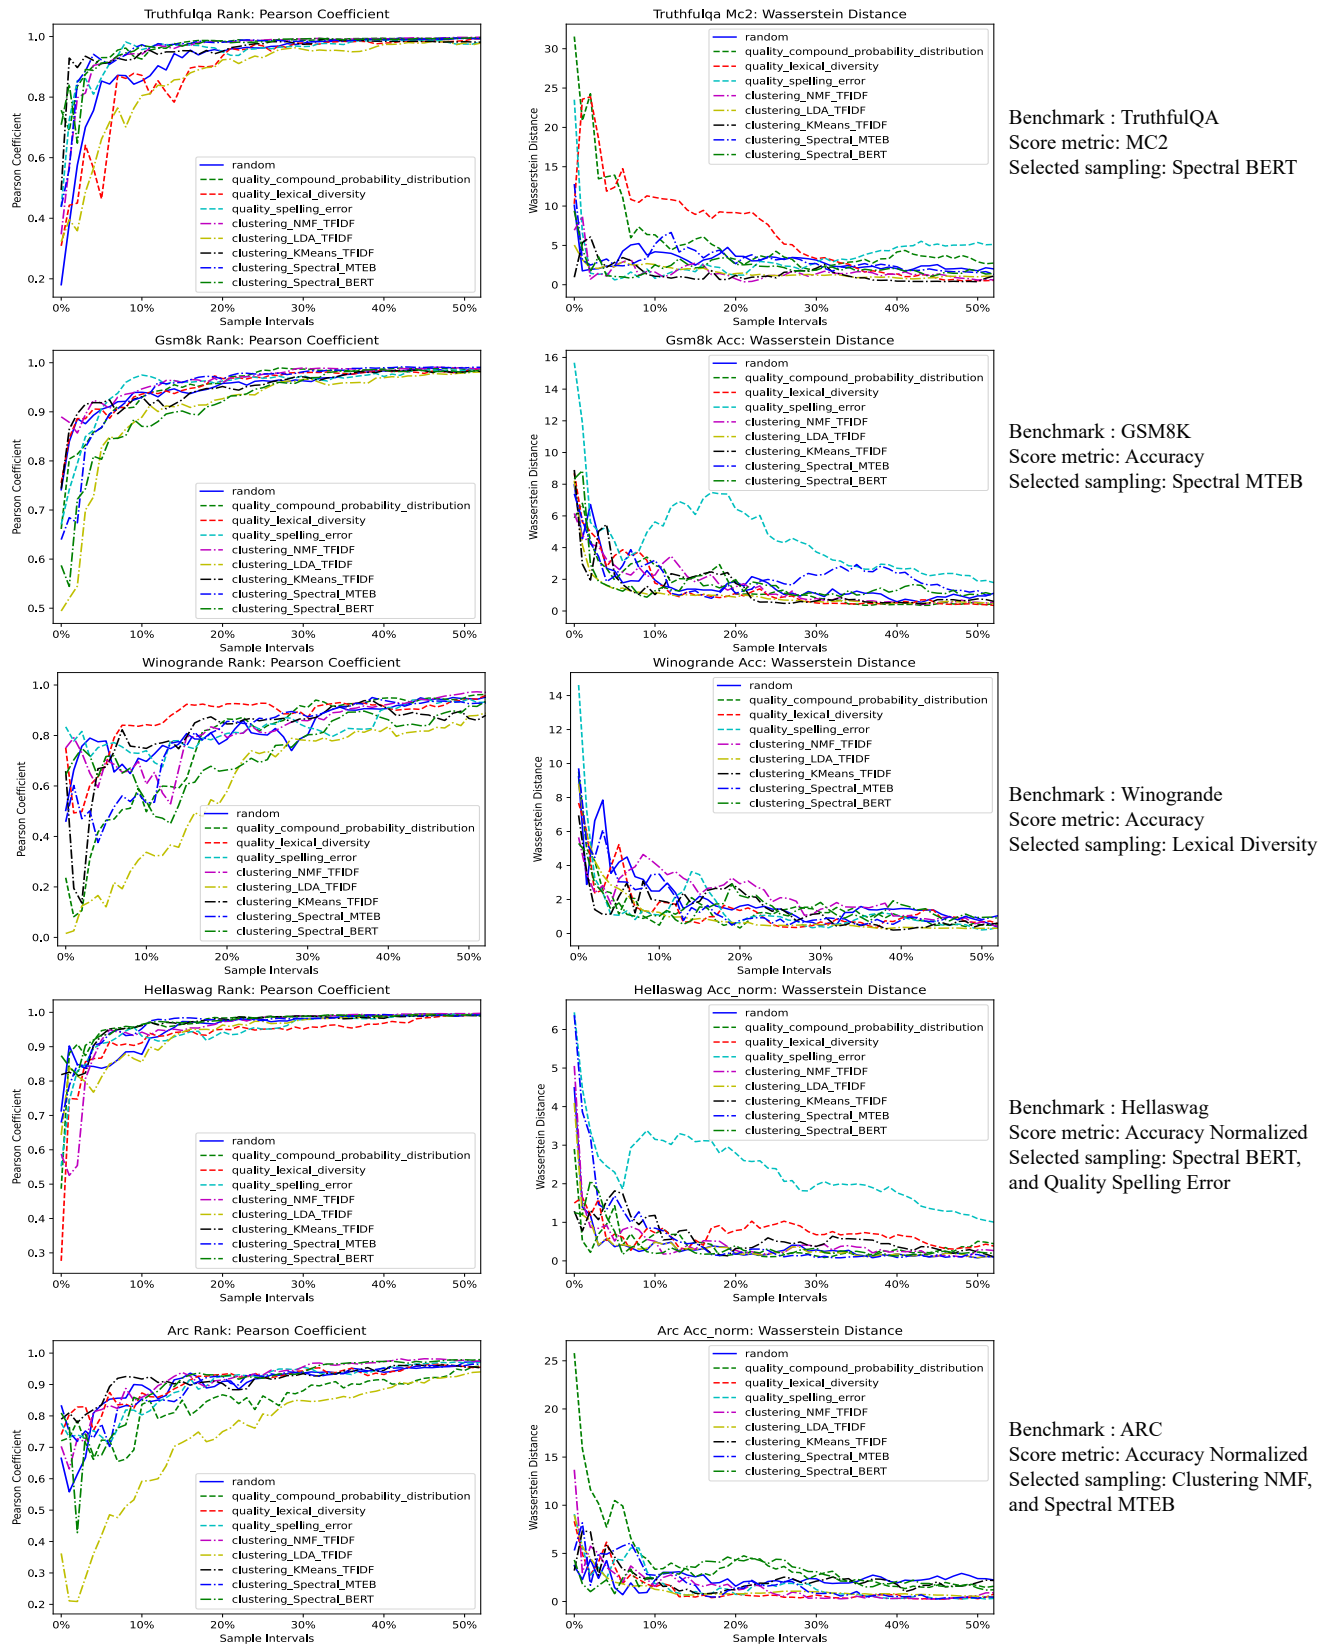 Truthfulqa Rank: Pearson Coefficient
Pearson Coefficient
1.0
0.8
0.6
0.4
0.2
random
quality_compound_probability_distribution
quality_lexical_diversity
quality_spelling_error
clustering_NMF_TFIDF
clustering_LDA_TFIDF
clustering_KMeans_TFIDF
clustering_Spectral_MTEB
clustering_Spectral_BERT
0% 10% 20% 30% 40% 50%
Sample Intervals
Truthfulqa Mc2: Wasserstein Distance
Wasserstein Distance
30
25
20
15
10
5
0
random
quality_compound_probability_distribution
quality_lexical_diversity
quality_spelling_error
clustering_NMF_TFIDF
clustering_LDA_TFIDF
clustering_KMeans_TFIDF
clustering_Spectral_MTEB
clustering_Spectral_BERT
0% 10% 20% 30% 40% 50%
Sample Intervals
Benchmark : TruthfulQA
Score metric: MC2
Selected sampling: Spectral BERT
Gsm8k Rank: Pearson Coefficient
Pearson Coefficient
1.0
0.9
0.8
0.7
0.6
0.5
random
quality_compound_probability_distribution
quality_lexical_diversity
quality_spelling_error
clustering_NMF_TFIDF
clustering_LDA_TFIDF
clustering_KMeans_TFIDF
clustering_Spectral_MTEB
clustering_Spectral_BERT
0% 10% 20% 30% 40% 50%
Sample Intervals
Gsm8k Acc: Wasserstein Distance
Wasserstein Distance
16
14
12
10
8
6
4
2
0
random
quality_compound_probability_distribution
quality_lexical_diversity
quality_spelling_error
clustering_NMF_TFIDF
clustering_LDA_TFIDF
clustering_KMeans_TFIDF
clustering_Spectral_MTEB
clustering_Spectral_BERT
0% 10% 20% 30% 40% 50%
Sample Intervals
Benchmark : GSM8K
Score metric: Accuracy
Selected sampling: Spectral MTEB
Winogrande Rank: Pearson Coefficient
Pearson Coefficient
1.0
0.8
0.6
0.4
0.2
0.0
random
quality_compound_probability_distribution
quality_lexical_diversity
quality_spelling_error
clustering_NMF_TFIDF
clustering_LDA_TFIDF
clustering_KMeans_TFIDF
clustering_Spectral_MTEB
clustering_Spectral_BERT
0% 10% 20% 30% 40% 50%
Sample Intervals
Winogrande Acc: Wasserstein Distance
Wasserstein Distance
14
12
10
8
6
4
2
0
random
quality_compound_probability_distribution
quality_lexical_diversity
quality_spelling_error
clustering_NMF_TFIDF
clustering_LDA_TFIDF
clustering_KMeans_TFIDF
clustering_Spectral_MTEB
clustering_Spectral_BERT
0% 10% 20% 30% 40% 50%
Sample Intervals
Benchmark : Winogrande
Score metric: Accuracy
Selected sampling: Lexical Diversity
Hellaswag Rank: Pearson Coefficient
Pearson Coefficient
1.0
0.9
0.8
0.7
0.6
0.5
0.4
0.3
random
quality_compound_probability_distribution
quality_lexical_diversity
quality_spelling_error
clustering_NMF_TFIDF
clustering_LDA_TFIDF
clustering_KMeans_TFIDF
clustering_Spectral_MTEB
clustering_Spectral_BERT
0% 10% 20% 30% 40% 50%
Sample Intervals
Hellaswag Acc_norm: Wasserstein Distance
Wasserstein Distance
6
5
4
3
2
1
0
random
quality_compound_probability_distribution
quality_lexical_diversity
quality_spelling_error
clustering_NMF_TFIDF
clustering_LDA_TFIDF
clustering_KMeans_TFIDF
clustering_Spectral_MTEB
clustering_Spectral_BERT
0% 10% 20% 30% 40% 50%
Sample Intervals
Benchmark : Hellaswag
Score metric: Accuracy Normalized
Selected sampling: Spectral BERT,
and Quality Spelling Error
Arc Rank: Pearson Coefficient
Pearson Coefficient
1.0
0.9
0.8
0.7
0.6
0.5
0.4
0.3
0.2
random
quality_compound_probability_distribution
quality_lexical_diversity
quality_spelling_error
clustering_NMF_TFIDF
clustering_LDA_TFIDF
clustering_KMeans_TFIDF
clustering_Spectral_MTEB
clustering_Spectral_BERT
0% 10% 20% 30% 40% 50%
Sample Intervals
Arc Acc_norm: Wasserstein Distance
Wasserstein Distance
25
20
15
10
5
0
random
quality_compound_probability_distribution
quality_lexical_diversity
quality_spelling_error
clustering_NMF_TFIDF
clustering_LDA_TFIDF
clustering_KMeans_TFIDF
clustering_Spectral_MTEB
clustering_Spectral_BERT
0% 10% 20% 30% 40% 50%
Sample Intervals
Benchmark : ARC
Score metric: Accuracy Normalized
Selected sampling: Clustering NMF,
and Spectral MTEB